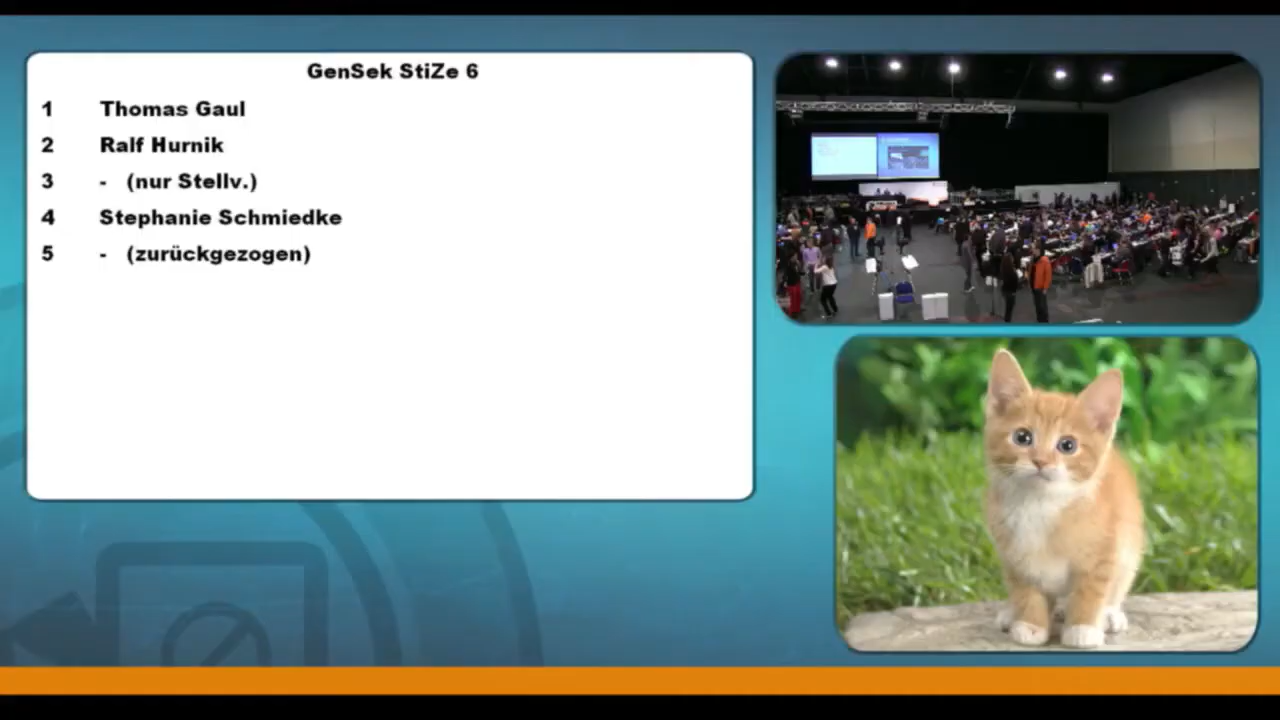 GenSek StiZe 6
1 Thomas Gaul
2 Ralf Hurnik
3 - (nur Stellv.)
4 Stephanie Schmiedke
5 - (zurückgezogen)